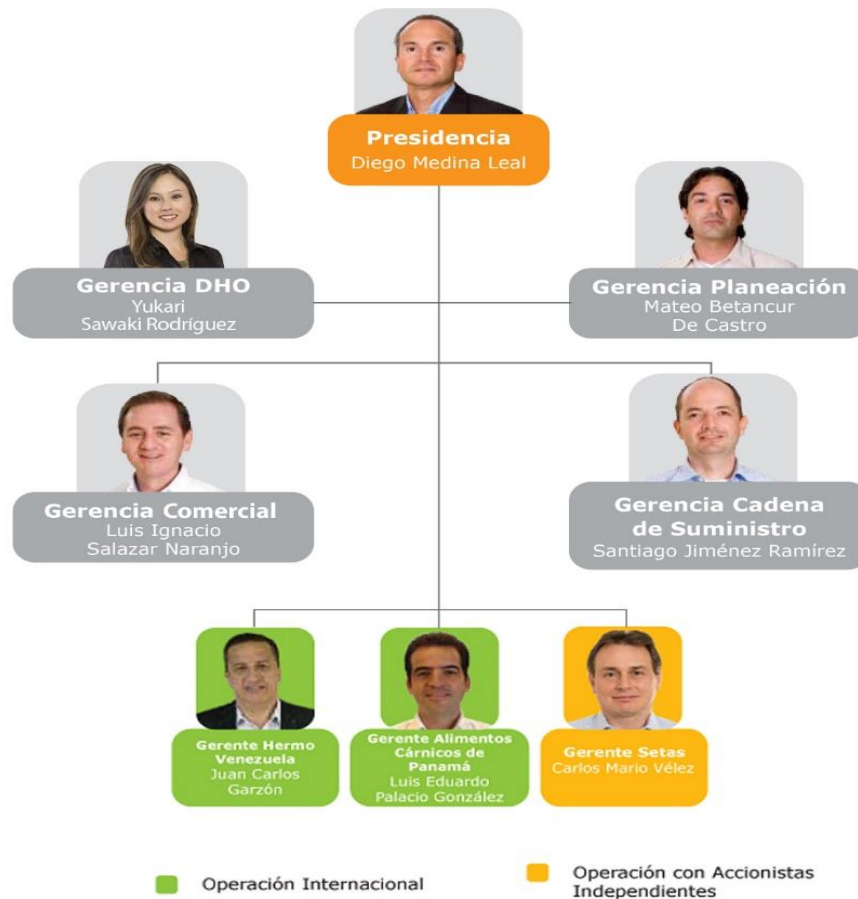 Presidencia
Diego Medina Leal
Gerencia DHO
Yukari
Sawaki Rodríguez
Gerencia Planeación
Mateo Betancur
De Castro
Gerencia Comercial
Luis Ignacio
Salazar Naranjo
Gerencia Cadena
de Suministro
Santiago Jiménez Ramírez
Gerente Hermo
Venezuela
Juan Carlos
Garzón
Gerente Alimentos
Cárnicos de
Panamá
Luis Eduardo
Palacio González
Gerente Setas
Carlos Mario Vélez
Operación Internacional
Operación con Accionistas
Independientes